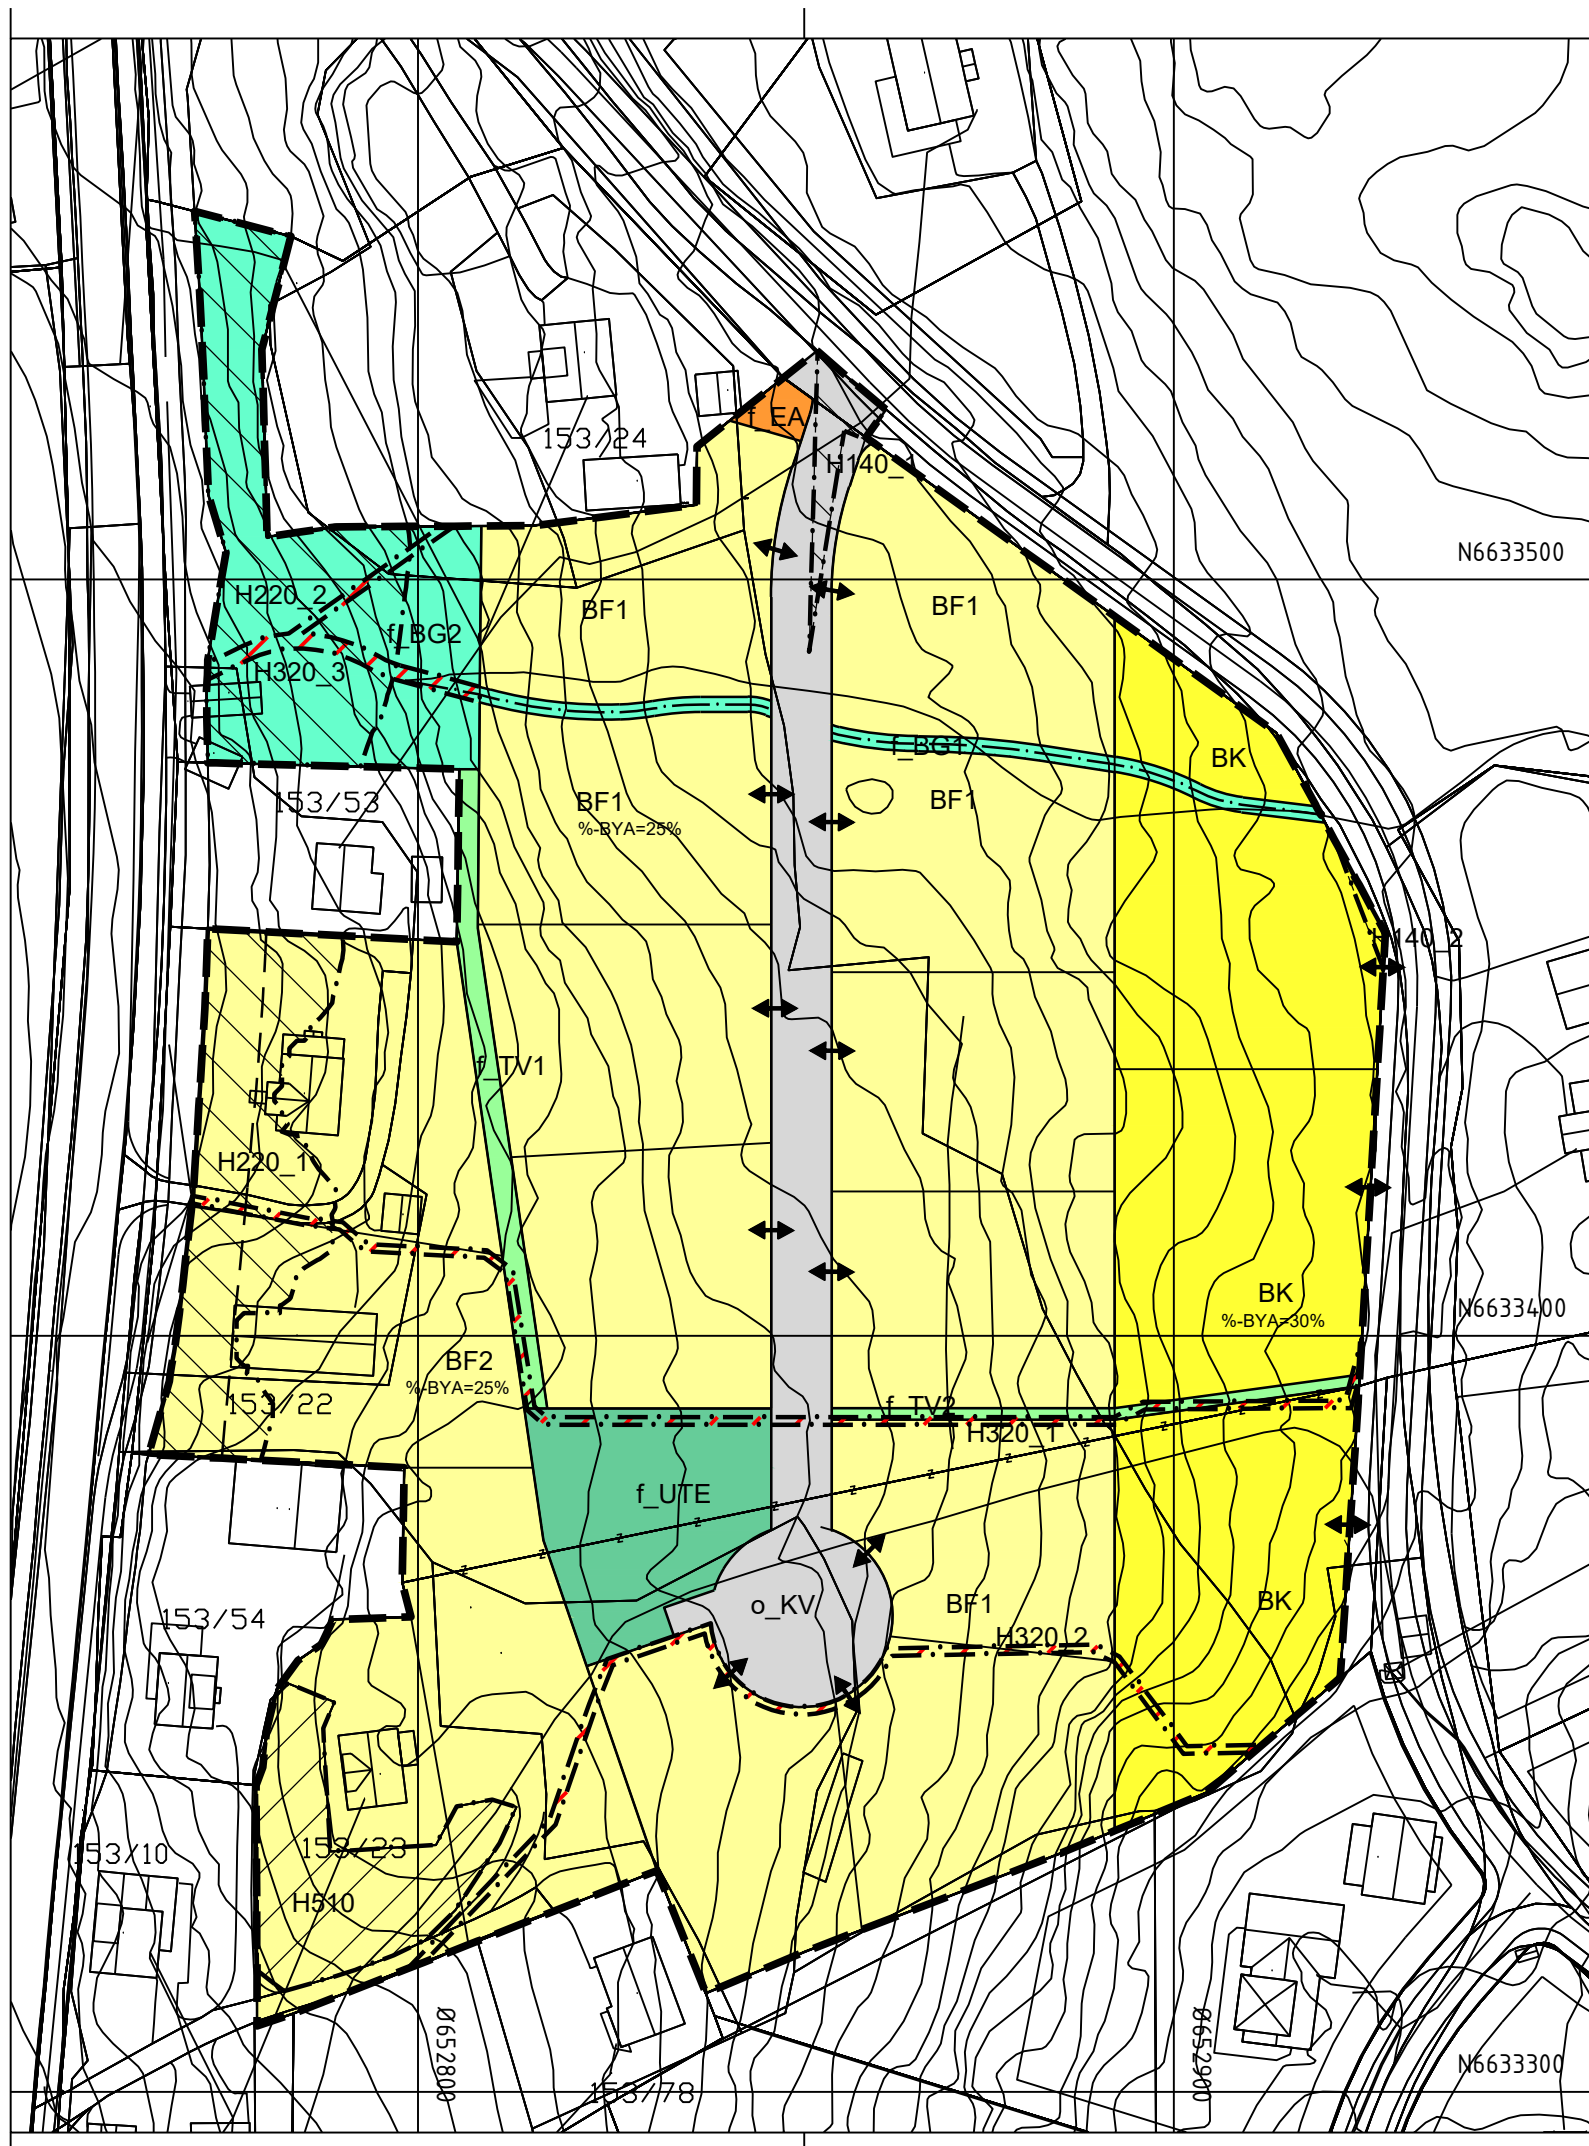 f_EA
153/24
H140_1
N6633500
H220_2
BF1
BF1
f_BG2
H320_3
f_BG1
BK
153/53
BF1
%-BYA=25%
BF1
H140_2
f_TV1
H220_1
BK
%-BYA=30%
N6633400
BF2
%-BYA=25%
153/22
f_TV2
H320_1
f_UTE
z
z
z
z
z
z
z
z
z
z
z
z
o_KV
BF1
BK
153/54
H320_2
153/23
153/10
H510
Ø652800
Ø652900
N6633300
153/78